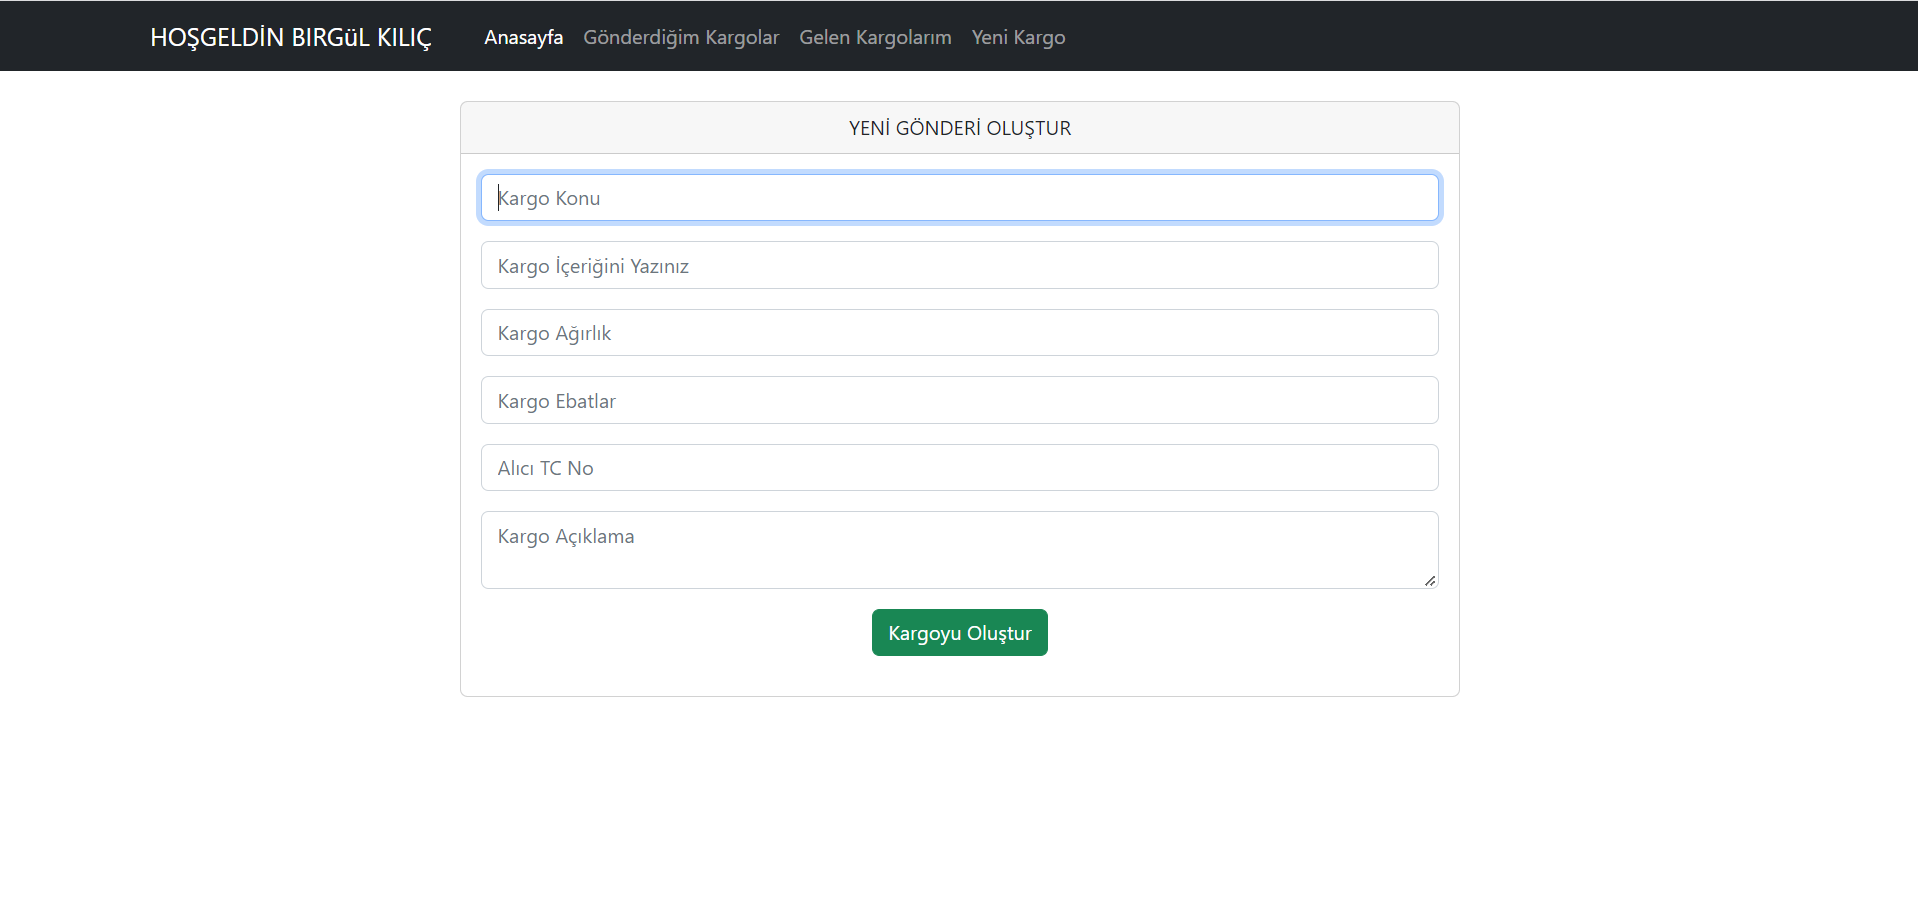 HOŞGELDİN BIRGüL KILIÇ
Anasayfa Gönderdiğim Kargolar Gelen Kargolarım Yeni Kargo
YENİ GÖNDERİ OLUŞTUR
Kargo Konu
Kargo İçeriğini Yazınız
Kargo Ağırlık
Kargo Ebatlar
Alıcı TC No
Kargo Açıklama
Kargoyu Oluştur